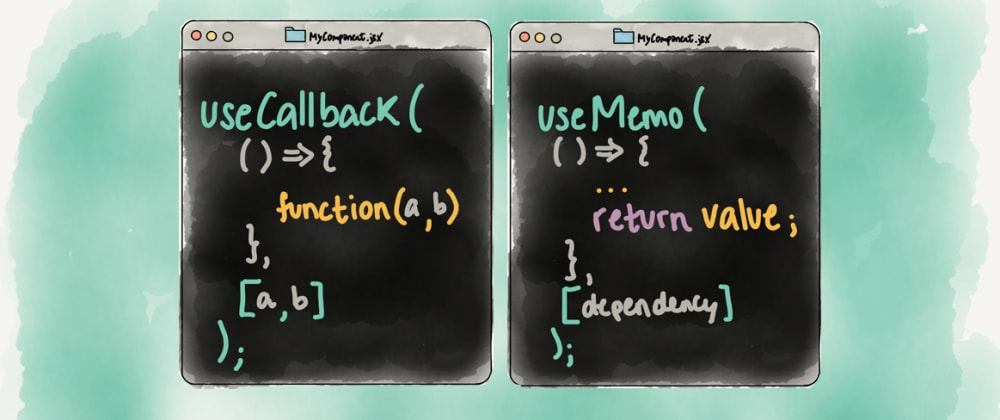 MyComponent.jsx
useCallback(
() => {
function(a,b)
},
[a,b]
);
MyComponent.jsx
useMemo(
() => {
...
return value;
},
[dependency]
);